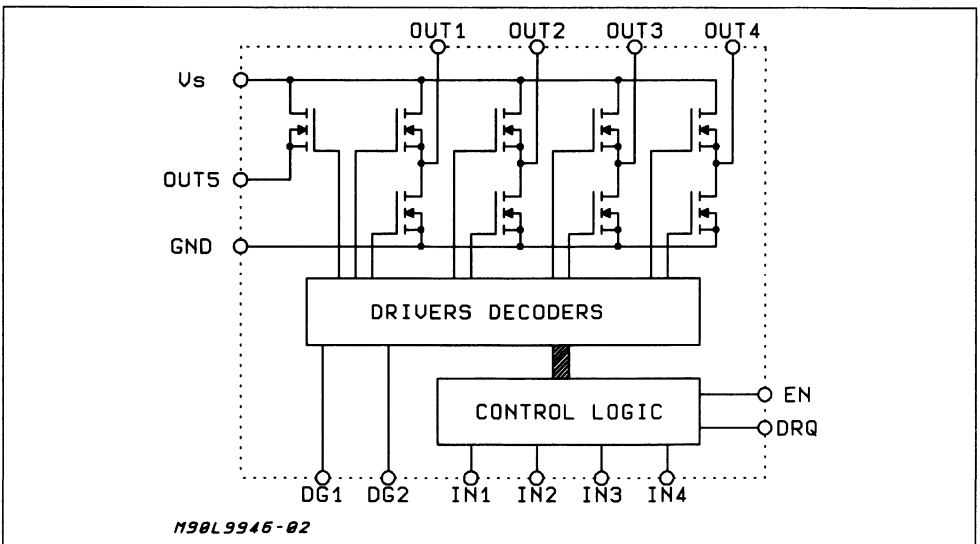 OUT1 OUT2 OUT3 OUT4
Vs
OUT5
GND
DRIVERS DECODERS
CONTROL LOGIC
EN
DRQ
DG1 DG2 IN1 IN2 IN3 IN4
M90L9946-02